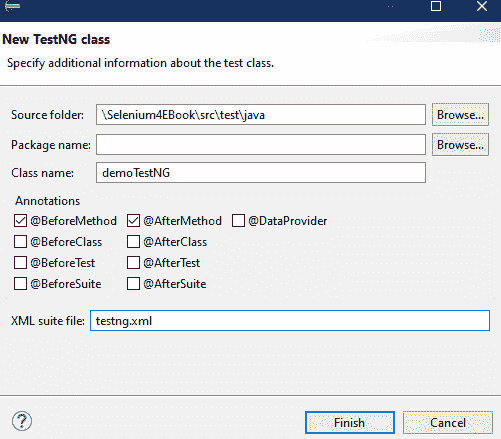 New TestNG class
Specify additional information about the test class.
Source folder: \Selenium4EBook\src\test\java Browse...
Package name: Browse...
Class name: demoTestNG
Annotations
@BeforeMethod @AfterMethod @DataProvider
@BeforeClass @AfterClass
@BeforeTest @AfterTest
@BeforeSuite @AfterSuite
XML suite file: testng.xml
? Finish Cancel